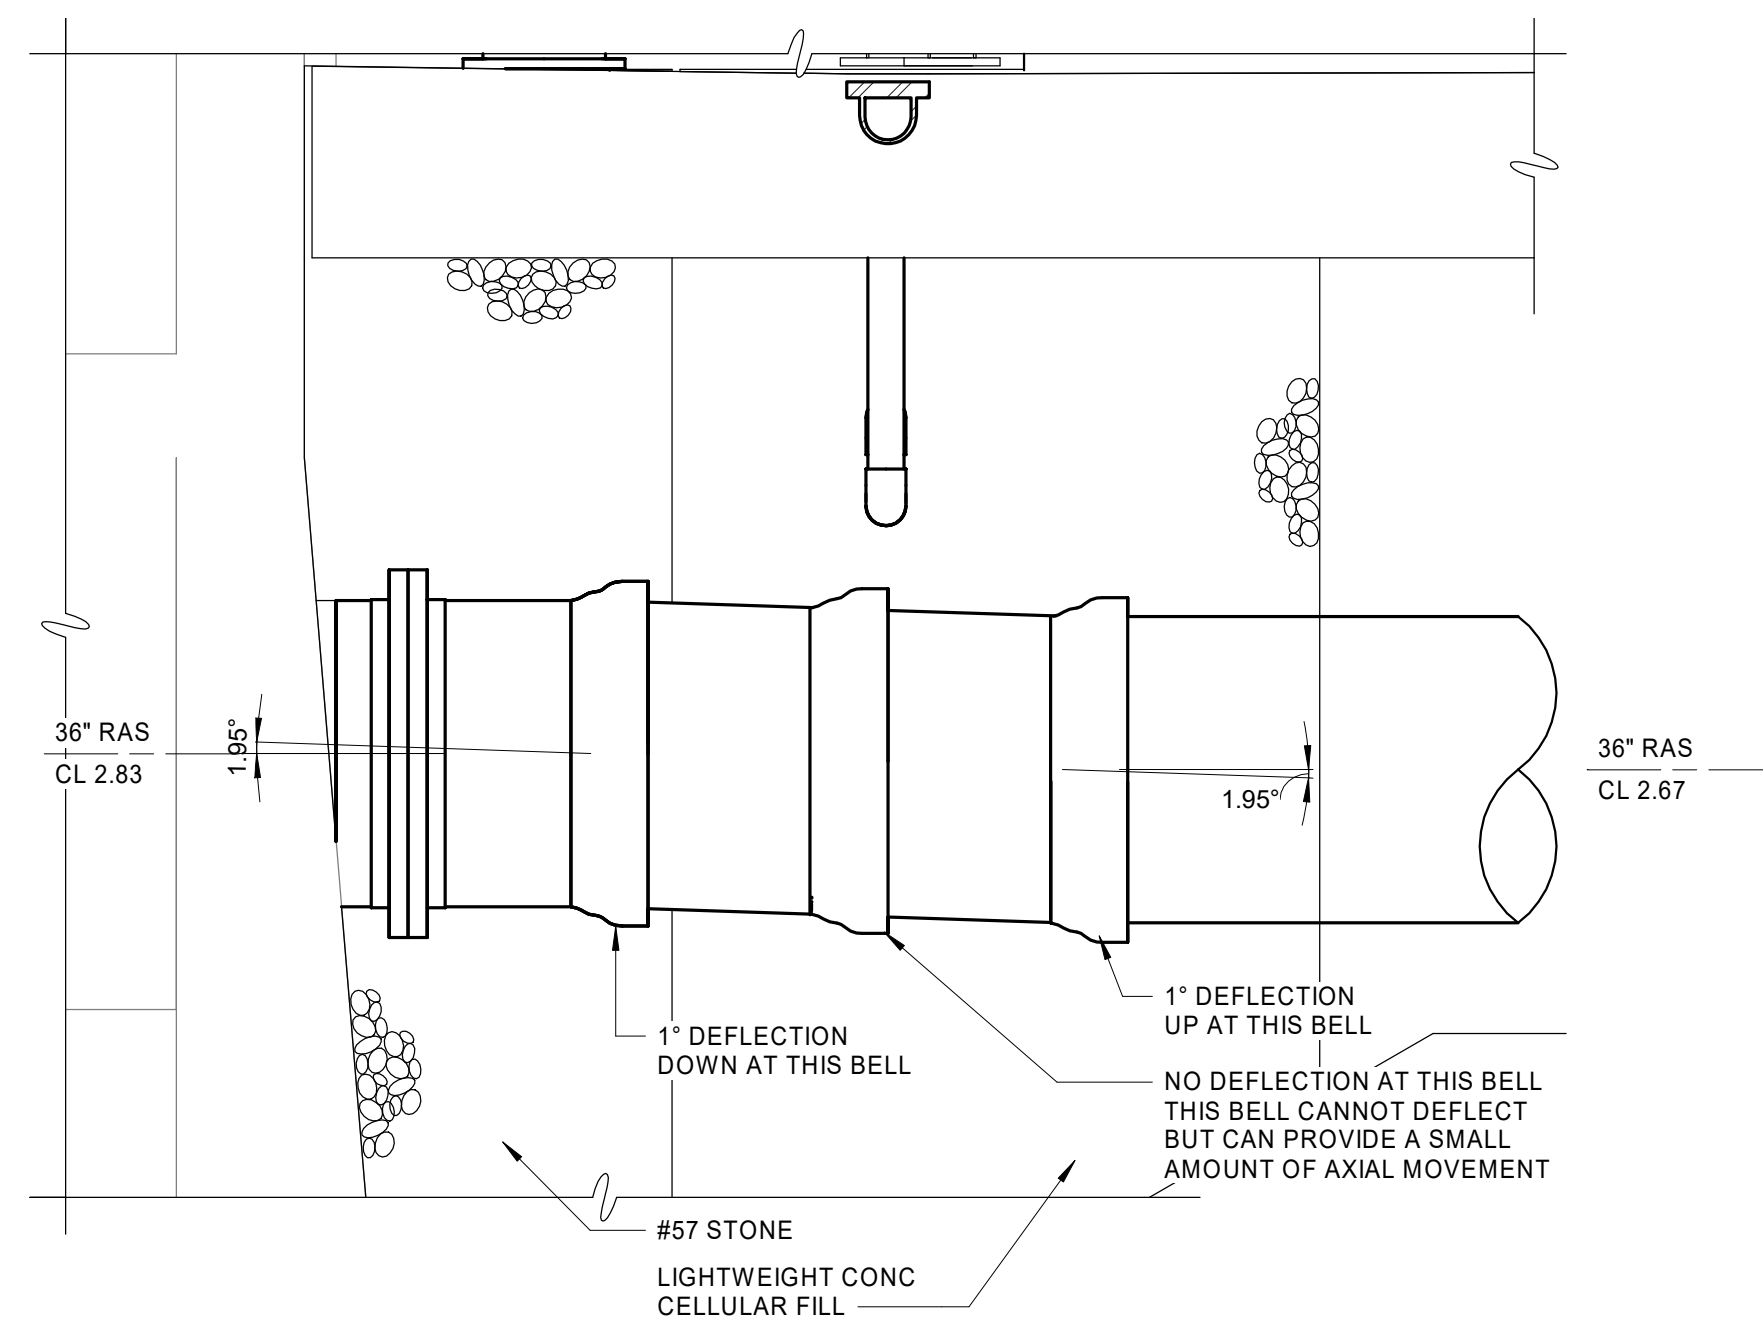 36" RAS
CL 2.83
1.95°
36" RAS
CL 2.67
1.95°
1° DEFLECTION
UP AT THIS BELL
1° DEFLECTION
DOWN AT THIS BELL
NO DEFLECTION AT THIS BELL
THIS BELL CANNOT DEFLECT
BUT CAN PROVIDE A SMALL
AMOUNT OF AXIAL MOVEMENT
#57 STONE
LIGHTWEIGHT CONC
CELLULAR FILL